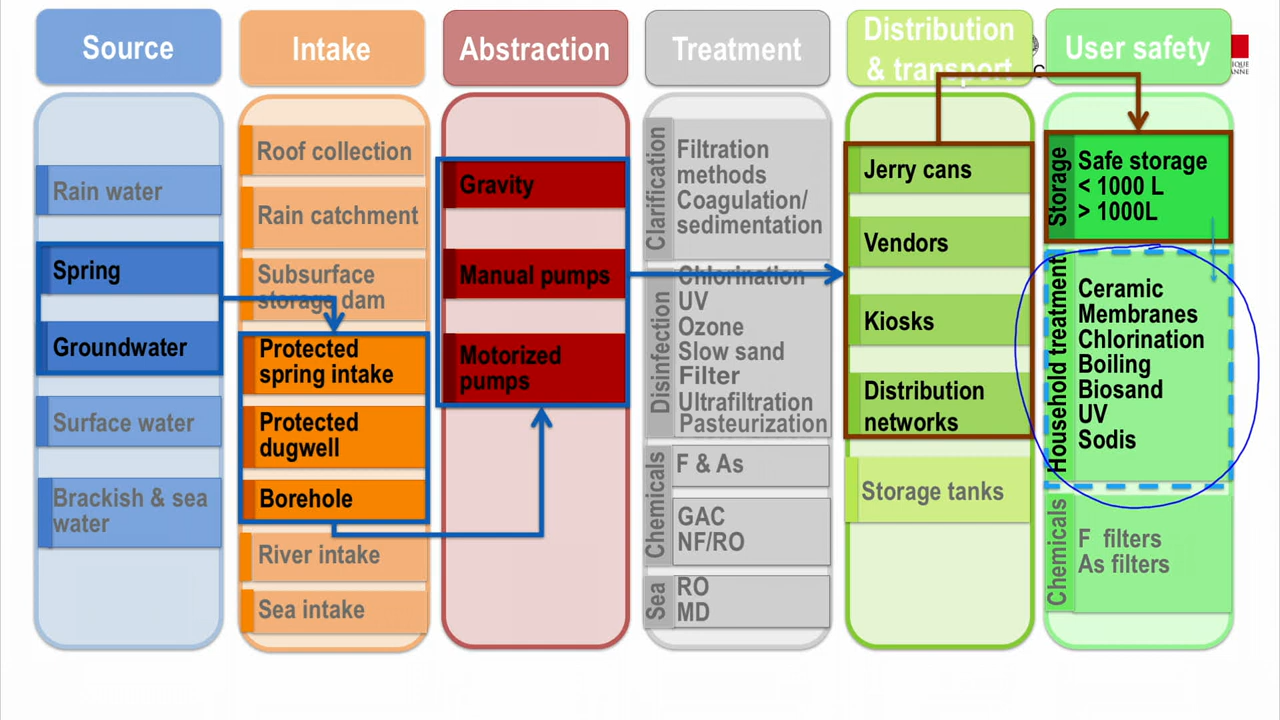 Source
Rain water
Spring
Groundwater
Surface water
Brackish & sea
water
Intake
Roof collection
Rain catchment
Subsurface
storage dam
Protected
spring intake
Protected
dugwell
Borehole
River intake
Sea intake
Abstraction
Gravity
Manual pumps
Motorized
pumps
Treatment
Clarification
Filtration
methods
Coagulation/
sedimentation
Disinfection
Chlorination
UV
Ozone
Slow sand
Filter
Ultrafiltration
Pasteurization
Chemicals
F & As
GAC
NF/RO
Sea
RO
MD
Distribution
& transport
Jerry cans
Vendors
Kiosks
Distribution
networks
Storage tanks
User safety
Storage
Safe storage
< 1000 L
> 1000L
Household treatment
Ceramic
Membranes
Chlorination
Boiling
Biosand
UV
Sodis
Chemicals
F filters
As filters